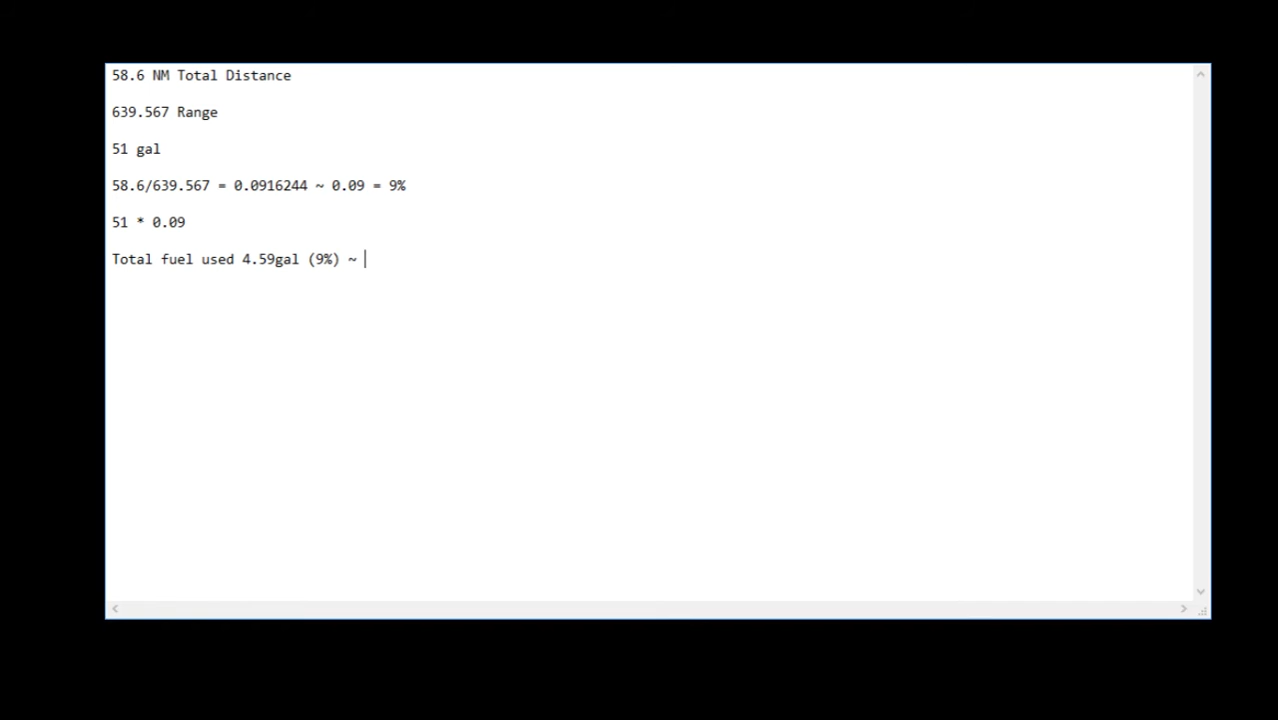 58.6 NM Total Distance
639.567 Range
51 gal
58.6/639.567 = 0.0916244 ~ 0.09 = 9%
51 * 0.09
Total fuel used 4.59gal (9%) ~